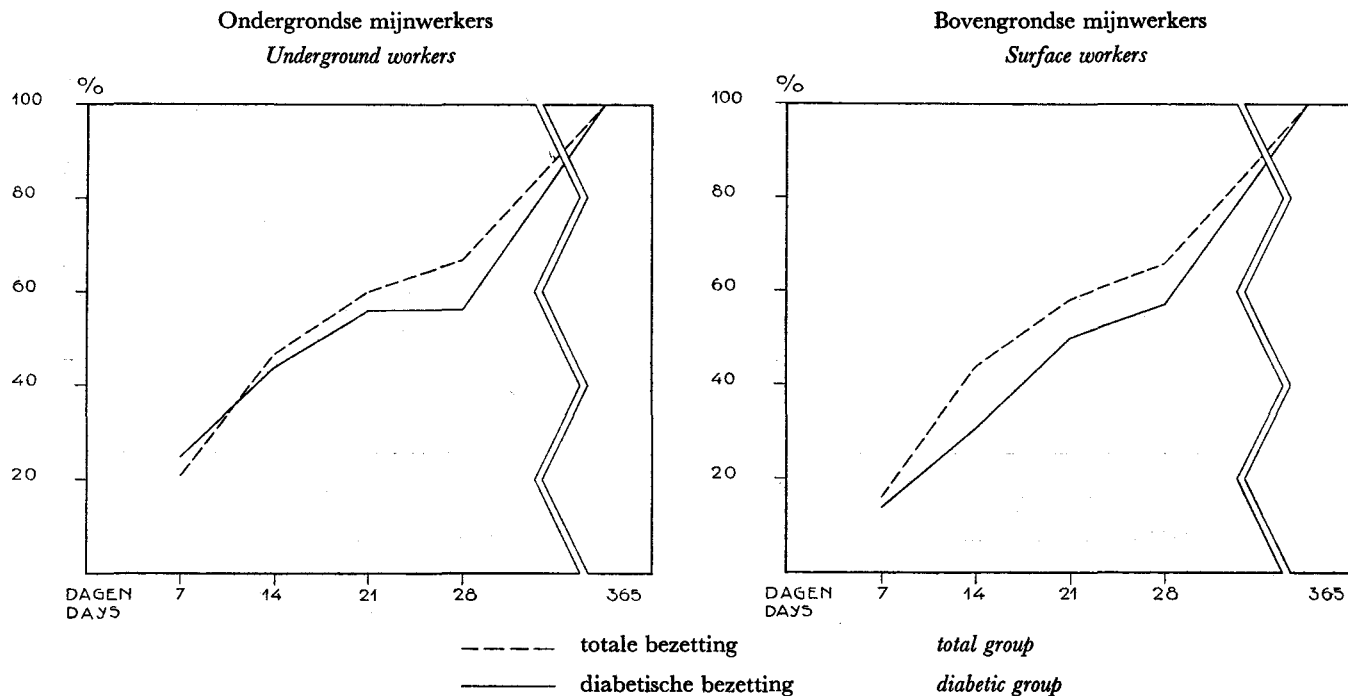 Ondergrondse mijnwerkers
Underground workers
%
100
80
60
40
20
DAGEN
DAYS
7 14 21 28 365
Bovengrondse mijnwerkers
Surface workers
%
100
80
60
40
20
DAGEN
DAYS
7 14 21 28 365
totale bezetting total group
diabetische bezetting diabetic group